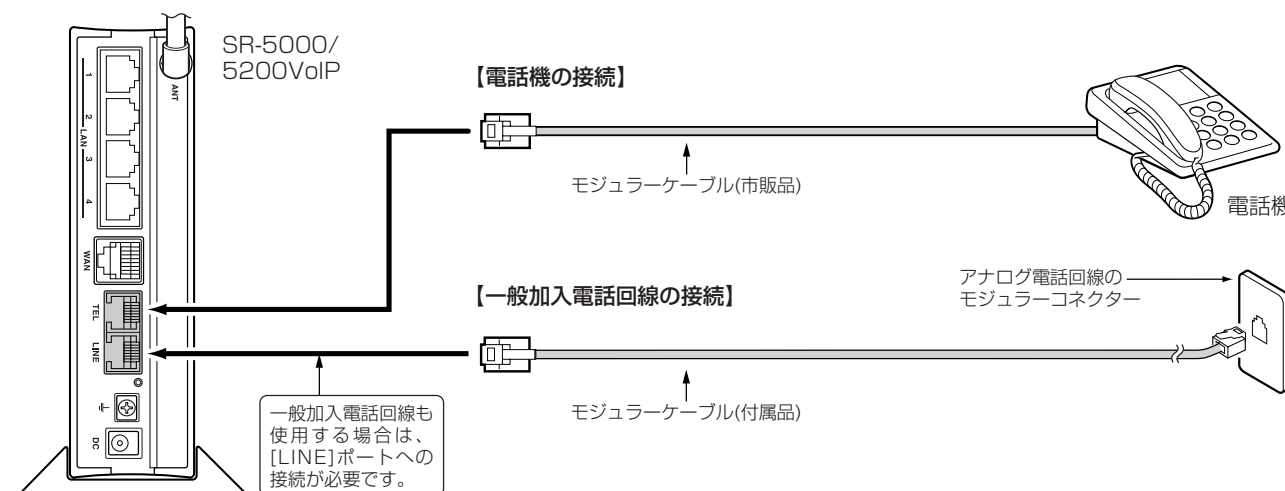 SR-5000/
5200VoIP
【電話機の接続】
モジュラーケーブル(市販品)
電話機
【一般加入電話回線の接続】
アナログ電話回線の
モジュラーコネクター
モジュラーケーブル(付属品)
一般加入電話回線も
使用する場合は、
[LINE]ポートへの
接続が必要です。
ANT
1
2
LAN
3
4
WAN
TEL
LINE
DC